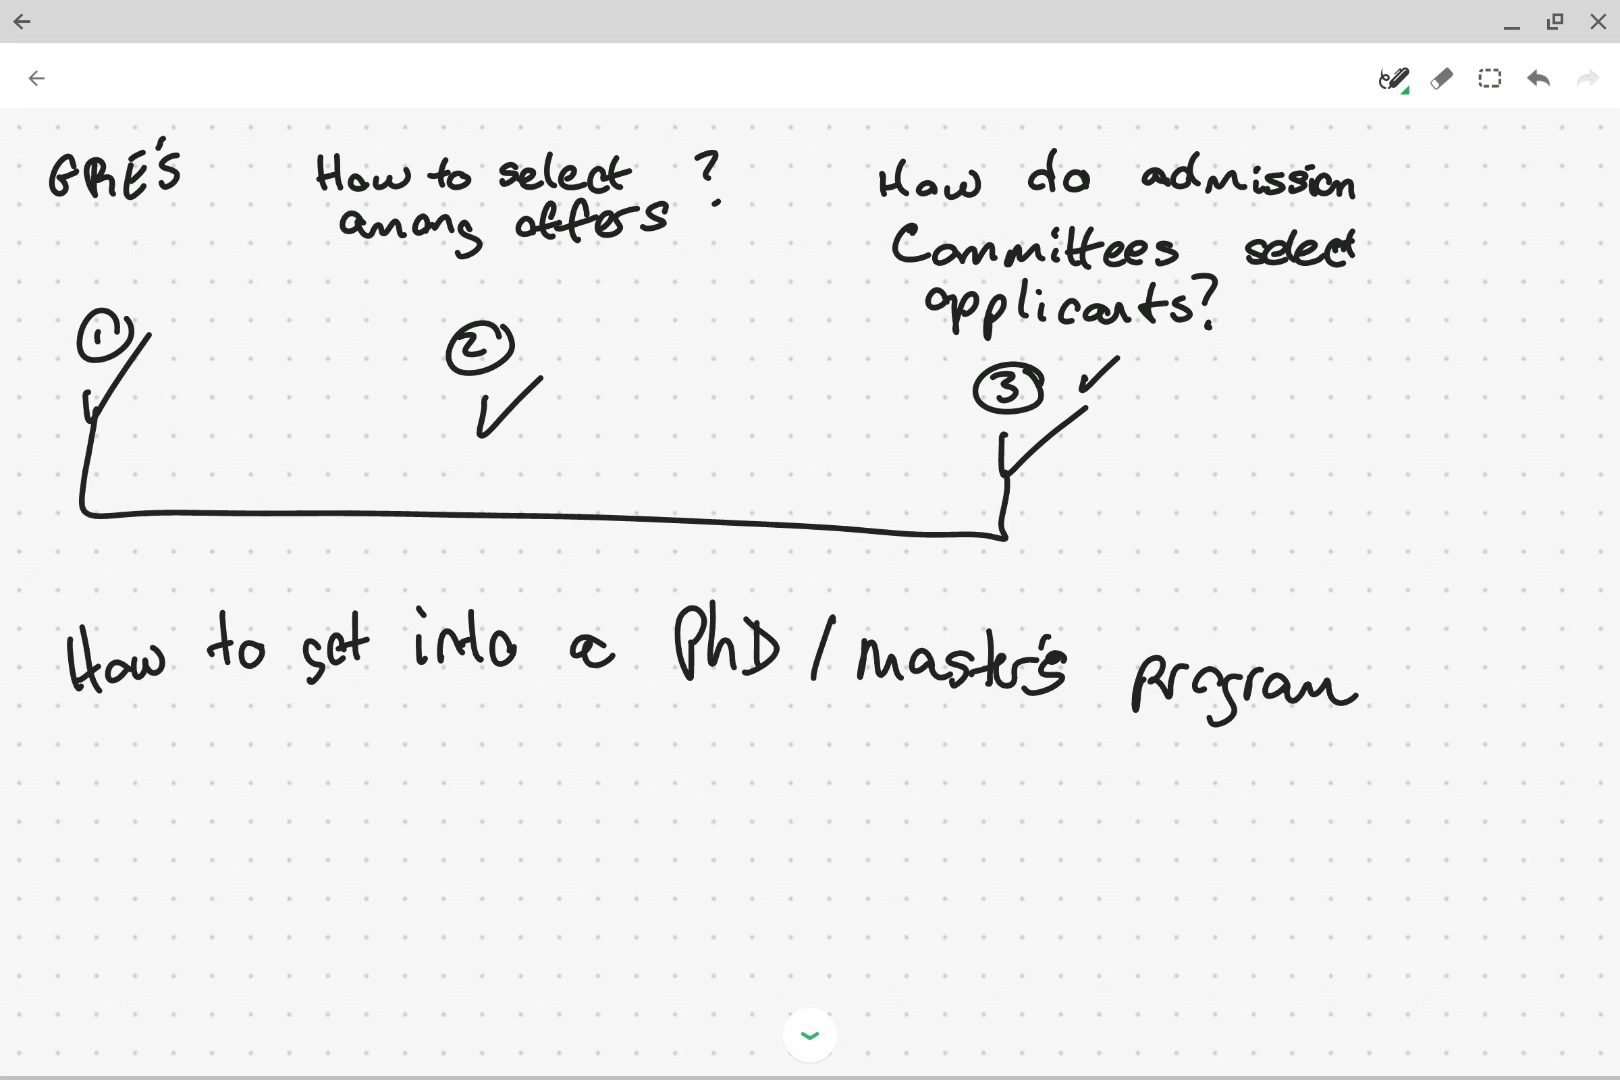 GRE'S
How to select ?
among offers
How do admission
Committees select
applicants?
1
2
3
How to get into a PhD / master's program